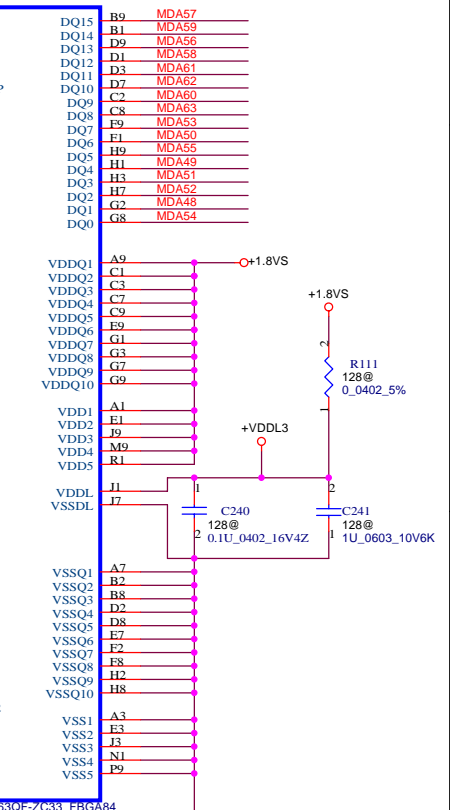 DQ15 B9 MDA57
DQ14 B1 MDA59
DQ13 D9 MDA56
DQ12 D1 MDA58
DQ11 D3 MDA61
DQ10 D7 MDA62
DQ9 C2 MDA60
DQ8 C8 MDA63
DQ7 F9 MDA53
DQ6 F1 MDA50
DQ5 H9 MDA55
DQ4 H1 MDA49
DQ3 H3 MDA51
DQ2 H7 MDA52
DQ1 G2 MDA48
DQ0 G8 MDA54
VDDQ1 A9 +1.8VS
VDDQ2 C1
VDDQ3 C3
VDDQ4 C7
VDDQ5 C9
VDDQ6 E9
VDDQ7 G1
VDDQ8 G3
VDDQ9 G7
VDDQ10 G9
+1.8VS
2
R111
128@
0_0402_5%
1
VDD1 A1
VDD2 E1
VDD3 J9
VDD4 M9
VDD5 R1
+VDDL3
VDDL J1
VSSDL J7
1
C240
128@
2 0.1U_0402_16V4Z
2
C241
128@
1 1U_0603_10V6K
VSSQ1 A7
VSSQ2 B2
VSSQ3 B8
VSSQ4 D2
VSSQ5 D8
VSSQ6 E7
VSSQ7 F2
VSSQ8 F8
VSSQ9 H2
VSSQ10 H8
VSS1 A3
VSS2 E3
VSS3 J3
VSS4 N1
VSS5 P9
63QF-ZC33_FBGA84